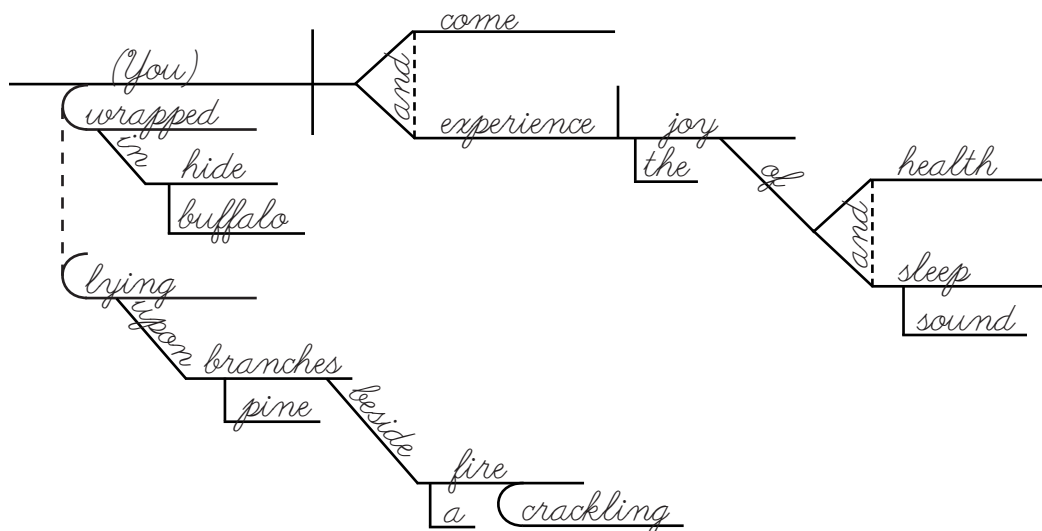 come
(You)
and
wrapped
experience
joy
in
hide
the
of
health
buffalo
and
lying
sleep
upon
sound
branches
pine
beside
fire
a
crackling